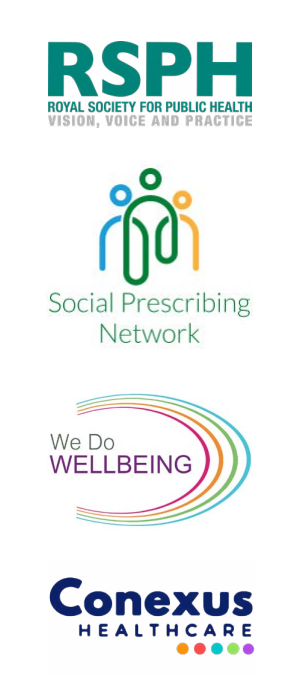 RSPH
ROYAL SOCIETY FOR PUBLIC HEALTH
VISION, VOICE AND PRACTICE
Social Prescribing
Network
We Do
WELLBEING
Conexus
HEALTHCARE